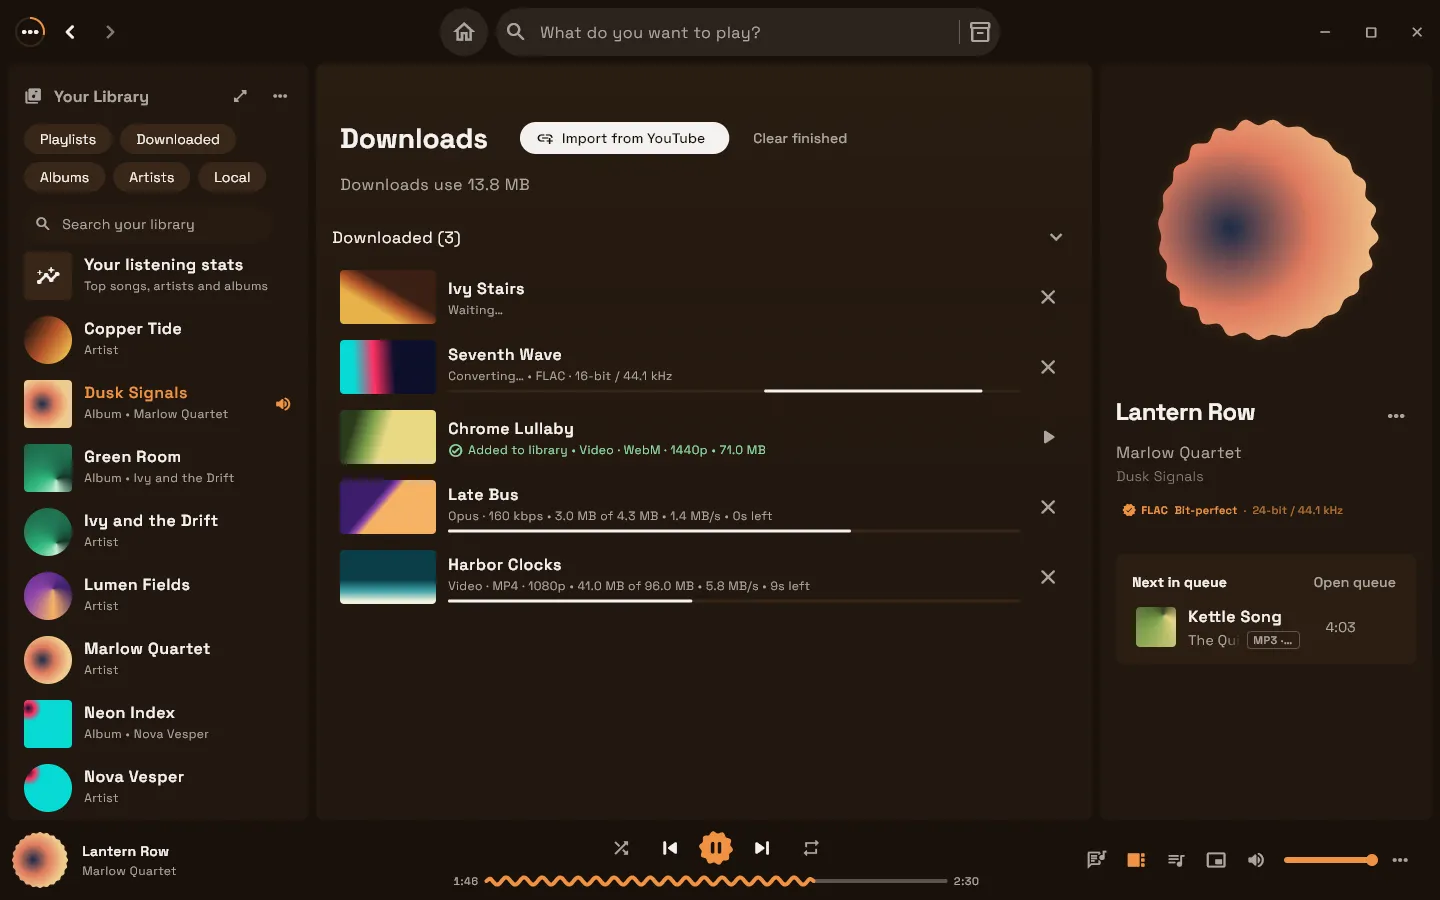 What do you want to play?
Your Library
Playlists
Downloaded
Albums
Artists
Local
Search your library
Your listening stats
Top songs, artists and albums
Copper Tide
Artist
Dusk Signals
Album • Marlow Quartet
Green Room
Album • Ivy and the Drift
Ivy and the Drift
Artist
Lumen Fields
Artist
Marlow Quartet
Artist
Neon Index
Album • Nova Vesper
Nova Vesper
Artist
Downloads
Import from YouTube
Clear finished
Downloads use 13.8 MB
Downloaded (3)
Ivy Stairs
Waiting…
Seventh Wave
Converting… • FLAC · 16-bit / 44.1 kHz
Chrome Lullaby
Added to library • Video · WebM · 1440p • 71.0 MB
Late Bus
Opus · 160 kbps • 3.0 MB of 4.3 MB • 1.4 MB/s • 0s left
Harbor Clocks
Video · MP4 · 1080p • 41.0 MB of 96.0 MB • 5.8 MB/s • 9s left
Lantern Row
Marlow Quartet
Dusk Signals
FLAC Bit-perfect · 24-bit / 44.1 kHz
Next in queue
Open queue
Kettle Song
The Qui
MP3 ·…
4:03
Lantern Row
Marlow Quartet
1:46
2:30